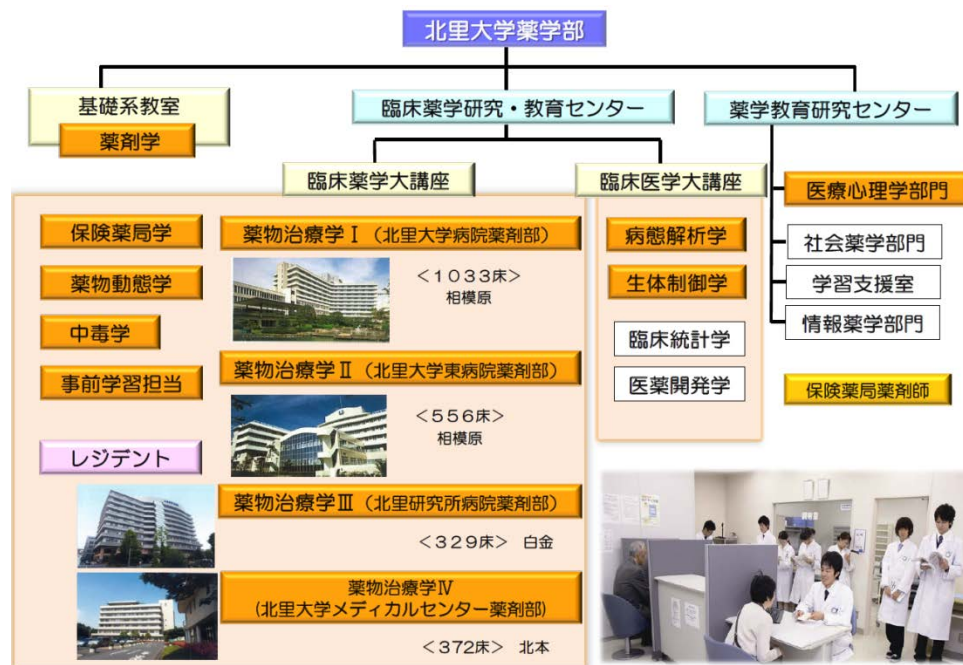 北里大学薬学部
基礎系教室
薬剤学
臨床薬学研究・教育センター
薬学教育研究センター
臨床薬学大講座
臨床医学大講座
医療心理学部門
社会薬学部門
学習支援室
情報薬学部門
保険薬局薬剤師
保険薬局学
薬物動態学
中毒学
事前学習担当
レジデント
薬物治療学Ⅰ（北里大学病院薬剤部）
＜1033床＞
相模原
薬物治療学Ⅱ（北里大学東病院薬剤部）
＜556床＞
相模原
薬物治療学Ⅲ（北里研究所病院薬剤部）
＜329床＞ 白金
薬物治療学Ⅳ
(北里大学メディカルセンター薬剤部)
＜372床＞ 北本
病態解析学
生体制御学
臨床統計学
医薬開発学